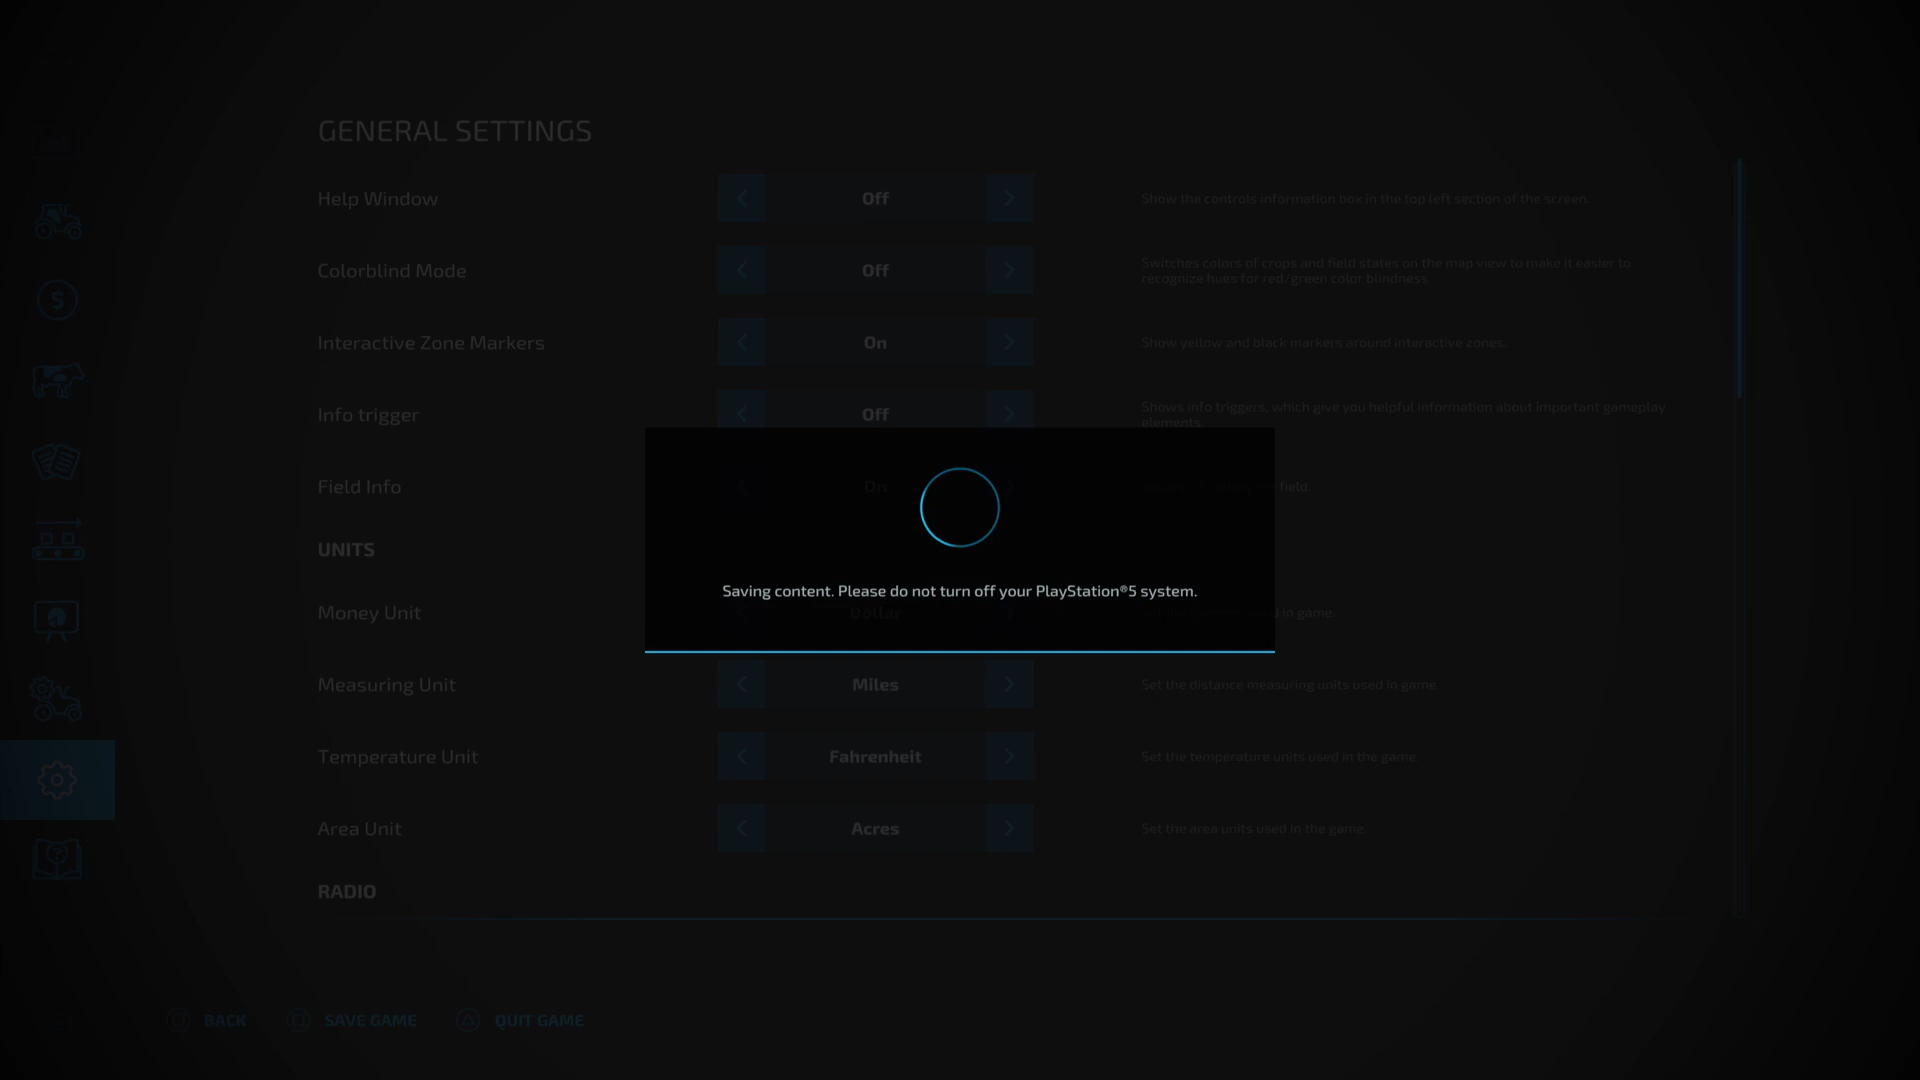 GENERAL SETTINGS
Help Window
Off
Show the controls information box in the top left section of the screen.
Colorblind Mode
Off
Switches colors of crops and field states on the map view to make it easier to
recognize hues for red/green color blindness.
Interactive Zone Markers
On
Show yellow and black markers around interactive zones.
Info trigger
Off
Shows info triggers, which give you helpful information about important gameplay
elements.
Field Info
On
field.
Saving content. Please do not turn off your PlayStation®5 system.
UNITS
Money Unit
Dollar
in game.
Measuring Unit
Miles
Set the distance measuring units used in game.
Temperature Unit
Fahrenheit
Set the temperature units used in the game.
Area Unit
Acres
Set the area units used in the game.
RADIO
BACK
SAVE GAME
QUIT GAME